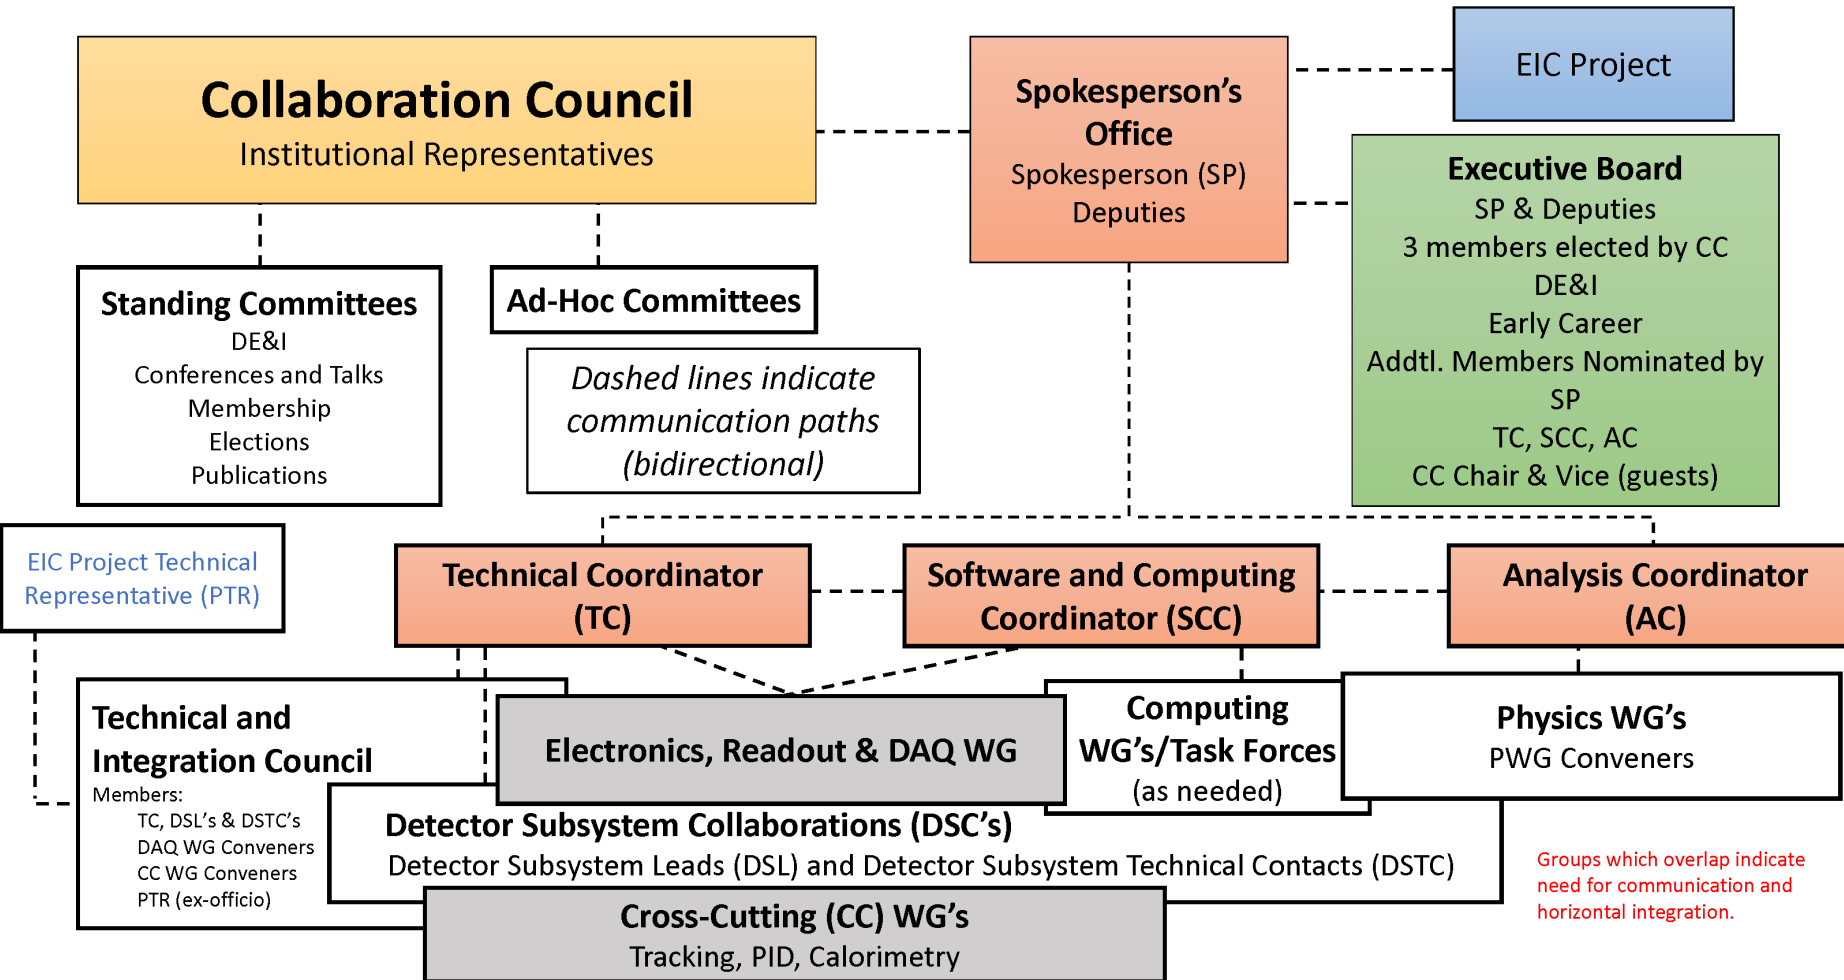 Collaboration Council
Institutional Representatives
Spokesperson’s
Office
Spokesperson (SP)
Deputies
EIC Project
Executive Board
SP & Deputies
3 members elected by CC
DE&I
Early Career
Addtl. Members Nominated by
SP
TC, SCC, AC
CC Chair & Vice (guests)
Standing Committees
DE&I
Conferences and Talks
Membership
Elections
Publications
Ad-Hoc Committees
Dashed lines indicate
communication paths
(bidirectional)
EIC Project Technical
Representative (PTR)
Technical Coordinator
(TC)
Software and Computing
Coordinator (SCC)
Analysis Coordinator
(AC)
Technical and
Integration Council
Members:
TC, DSL’s & DSTC’s
DAQ WG Conveners
CC WG Conveners
PTR (ex-officio)
Electronics, Readout & DAQ WG
Computing
WG’s/Task Forces
(as needed)
Physics WG’s
PWG Conveners
Detector Subsystem Collaborations (DSC’s)
Detector Subsystem Leads (DSL) and Detector Subsystem Technical Contacts (DSTC)
Cross-Cutting (CC) WG’s
Tracking, PID, Calorimetry
Groups which overlap indicate
need for communication and
horizontal integration.